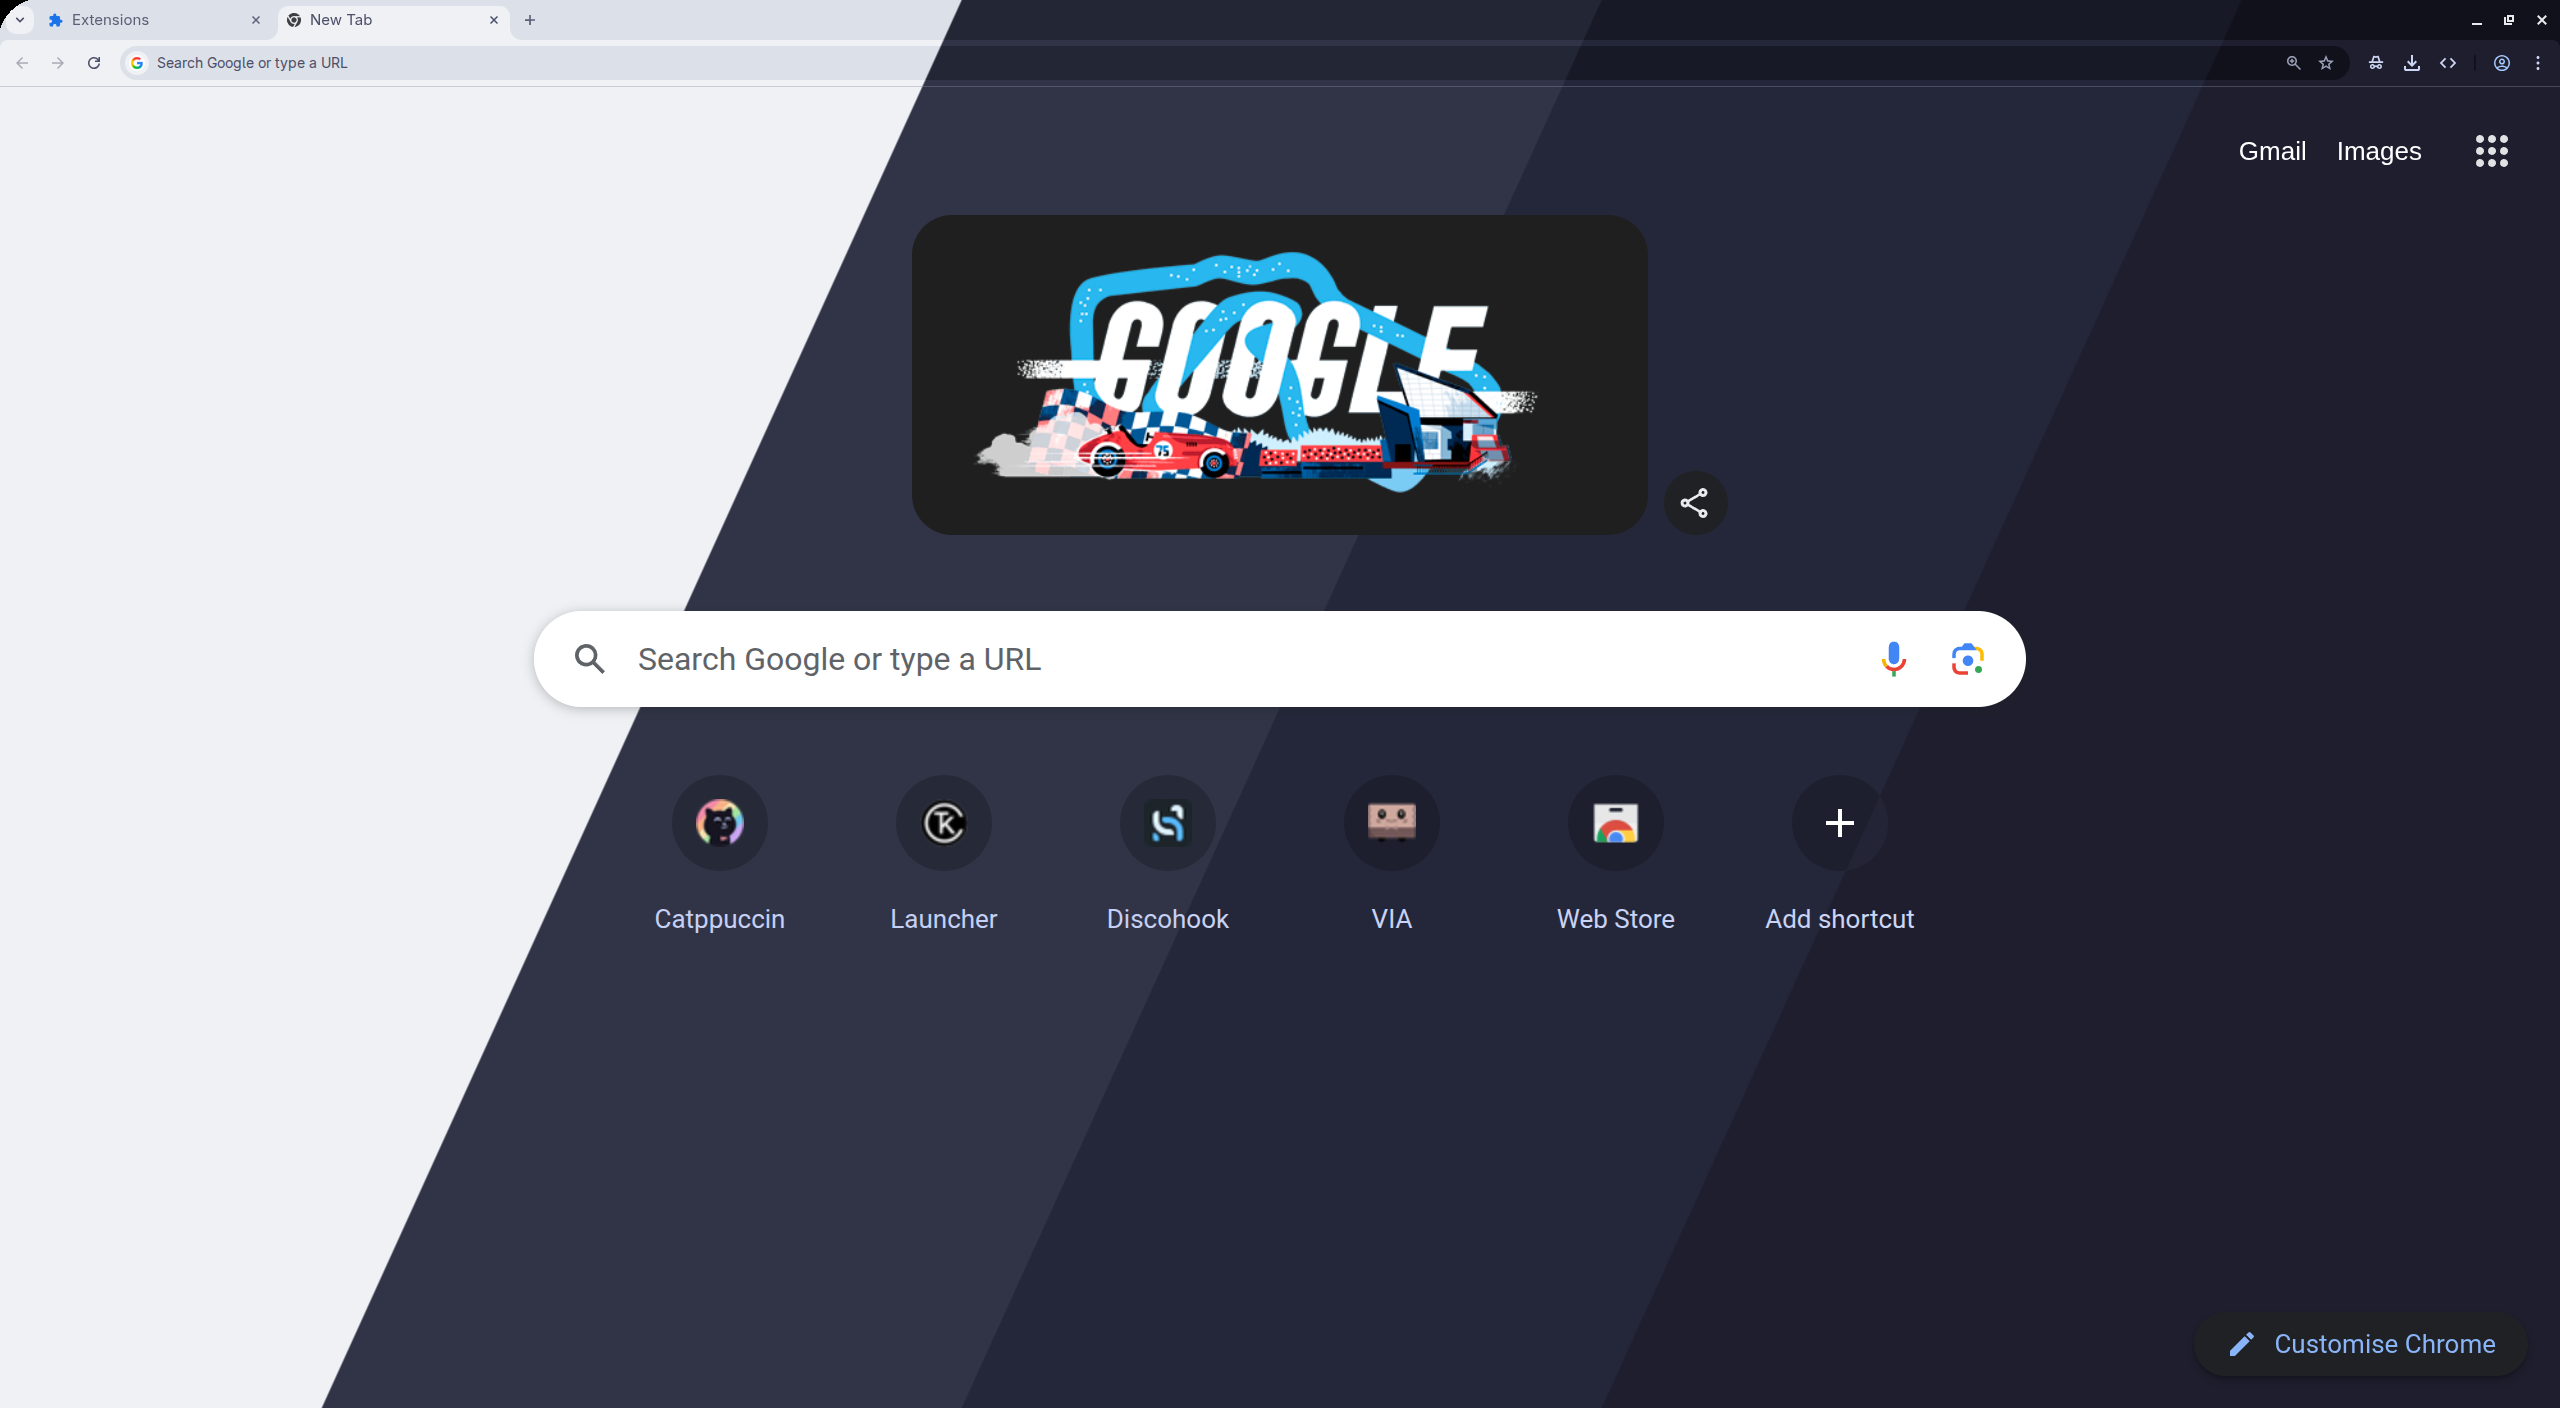 Extensions
New Tab
Search Google or type a URL
Gmail Images
GOOGLE
75
Search Google or type a URL
Catppuccin
Launcher
Discohook
VIA
Web Store
Add shortcut
Customise Chrome